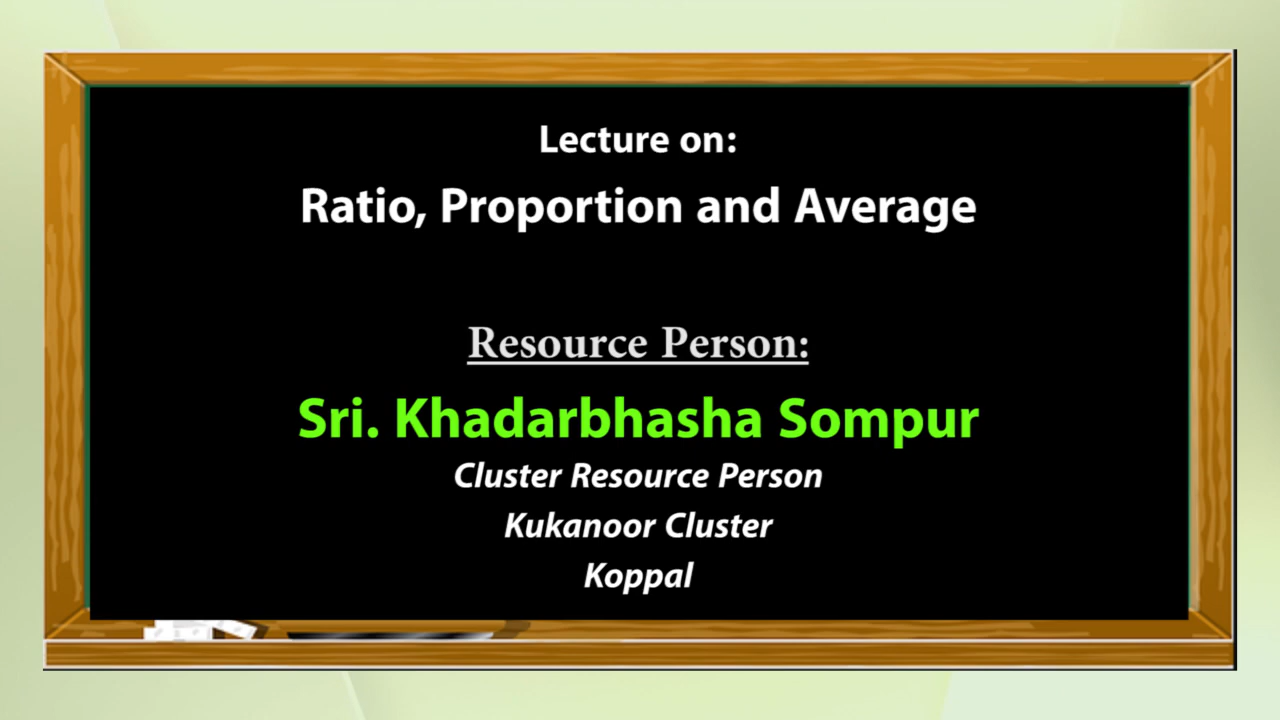 Lecture on:
Ratio, Proportion and Average
Resource Person:
Sri. Khadarbhasha Sompur
Cluster Resource Person
Kukanoor Cluster
Koppal